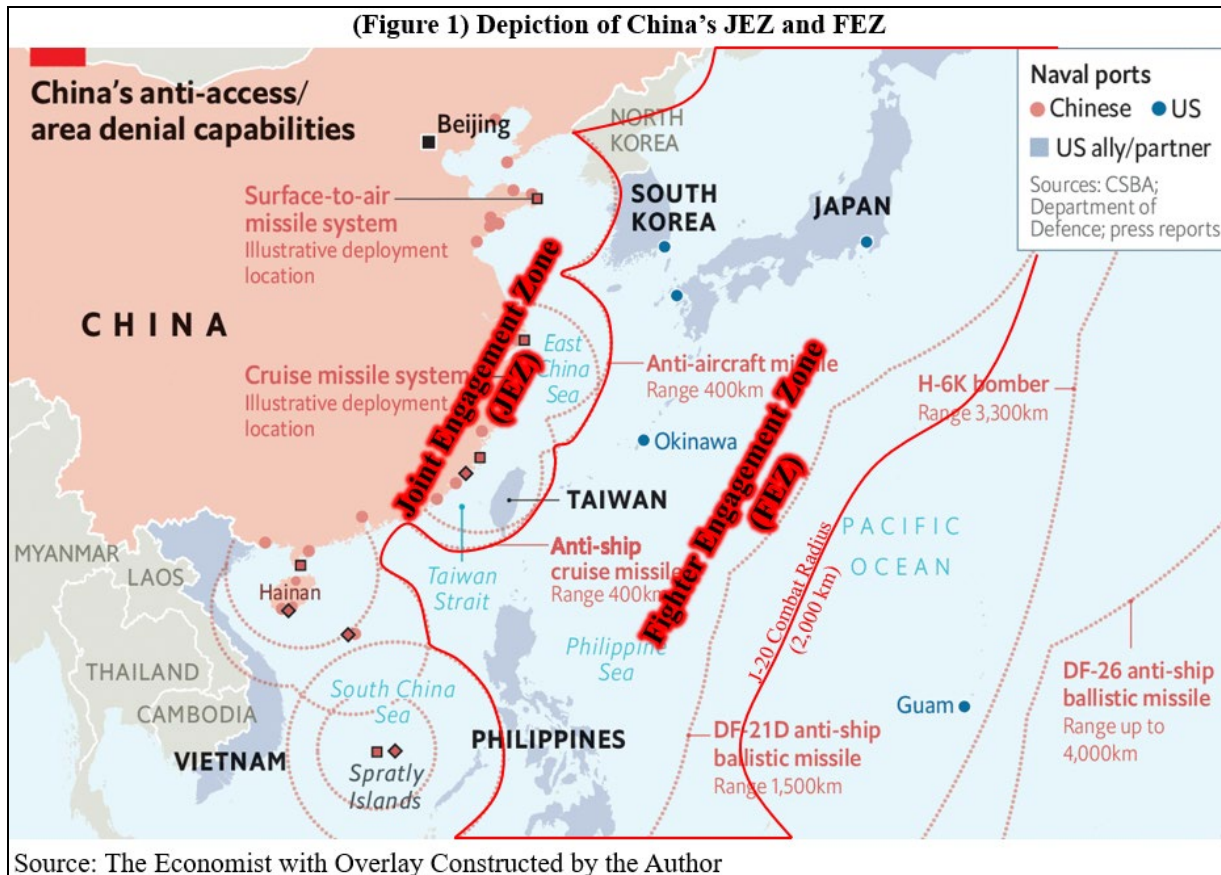 (Figure 1) Depiction of China's JEZ and FEZ
China's anti-access/
area denial capabilities
Beijing
NORTH
KOREA
Naval ports
Chinese
US
US ally/partner
Sources: CSBA;
Department of
Defence; press reports
Surface-to-air
missile system
Illustrative deployment
location
SOUTH
KOREA
JAPAN
CHINA
Joint Engagement Zone
(JEZ)
East
China
Sea
Cruise missile system
Illustrative deployment
location
Anti-aircraft missile
Range 400km
Fighter Engagement Zone
(FEZ)
H-6K bomber
Range 3,300km
Okinawa
TAIWAN
PACIFIC
OCEAN
MYANMAR
LAOS
Hainan
Taiwan
Strait
Anti-ship
cruise missile
Range 400km
J-20 Combat Radius
(2,000 km)
Philippine
Sea
THAILAND
CAMBODIA
VIETNAM
South China
Sea
Spratly
Islands
PHILIPPINES
DF-21D anti-ship
ballistic missile
Range 1,500km
Guam
DF-26 anti-ship
ballistic missile
Range up to
4,000km
Source: The Economist with Overlay Constructed by the Author